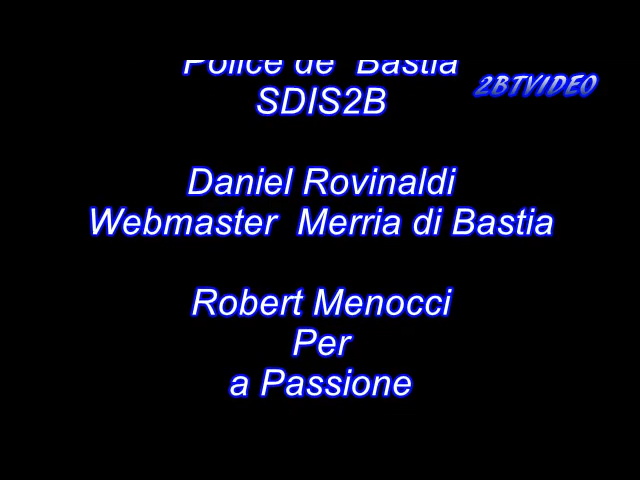 Police de Bastia
2BTVIDEO
SDIS2B
Daniel Rovinaldi
Webmaster Merria di Bastia
Robert Menocci
Per
a Passione